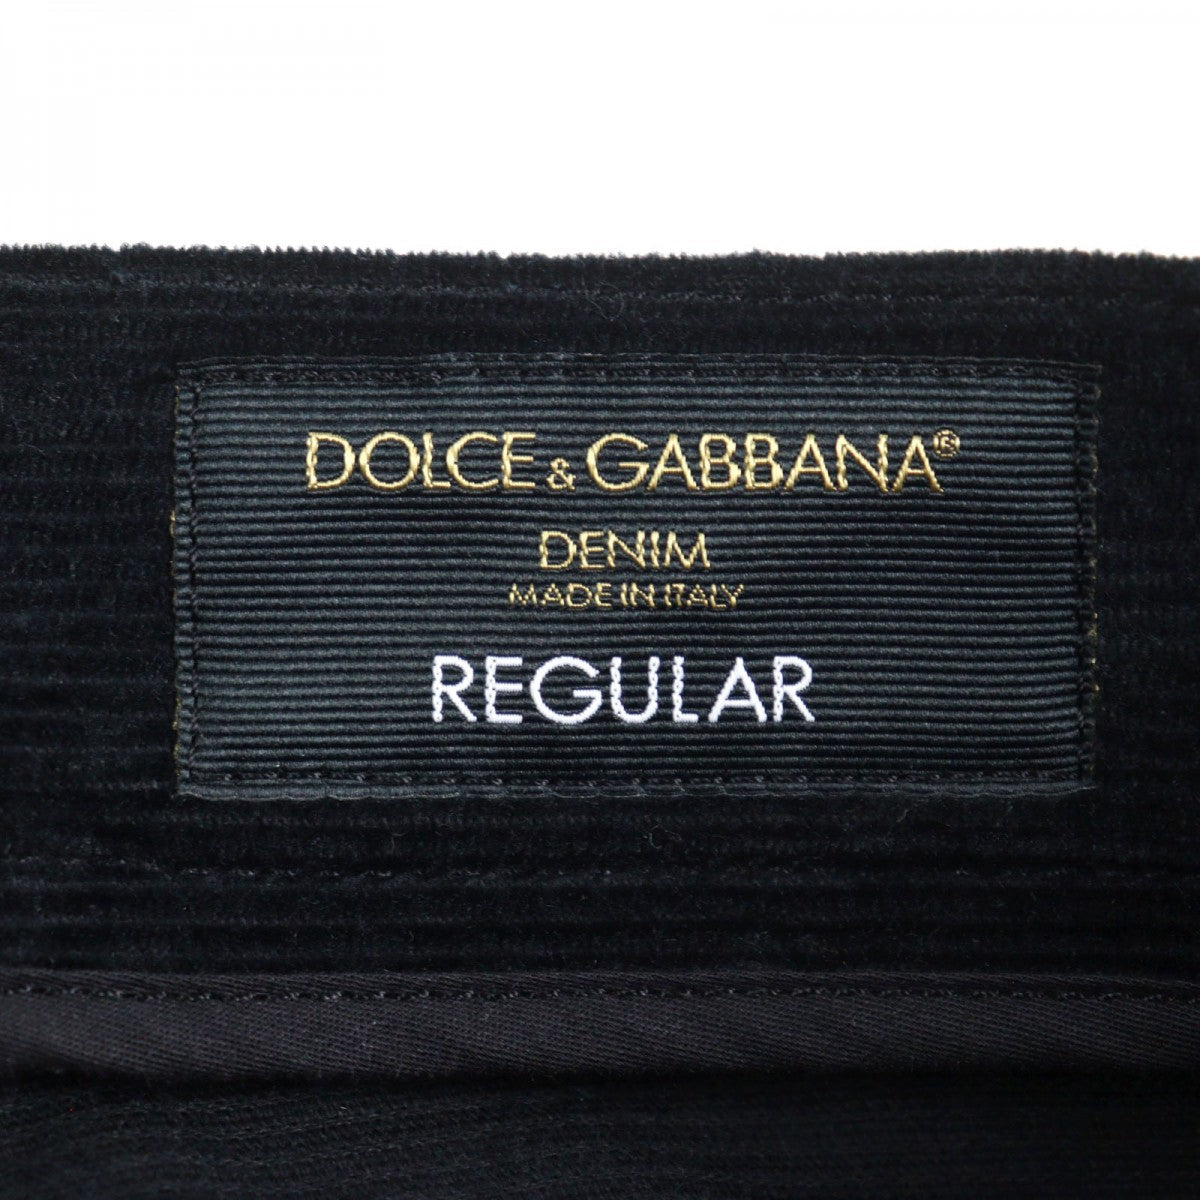 DOLCE & GABBANA®
DENIM
MADE IN ITALY
REGULAR